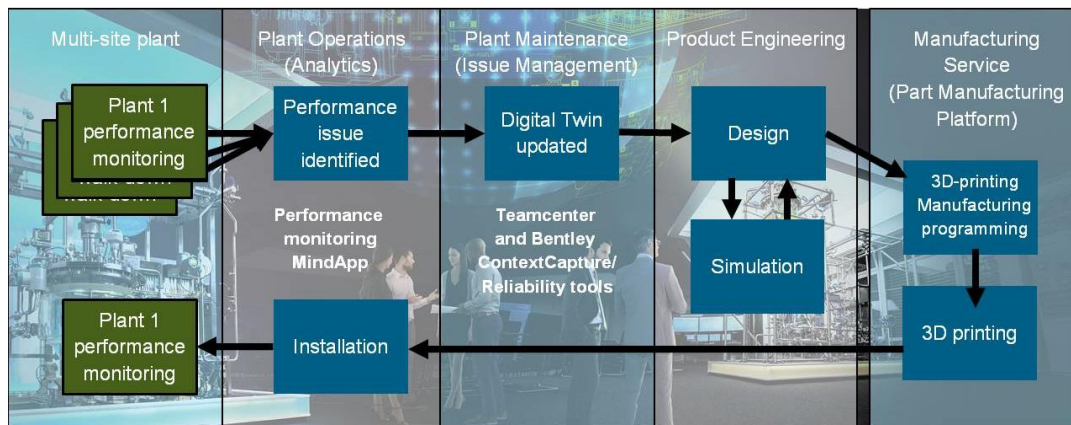 Multi-site plant
Plant Operations
(Analytics)
Plant Maintenance
(Issue Management)
Product Engineering
Manufacturing
Service
(Part Manufacturing
Platform)
Plant 1
performance
monitoring
Performance
issue
identified
Digital Twin
updated
Design
3D-printing
Manufacturing
programming
Performance
monitoring
MindApp
Teamcenter
and Bentley
ContextCapture/
Reliability tools
Simulation
3D printing
Installation
Plant 1
performance
monitoring